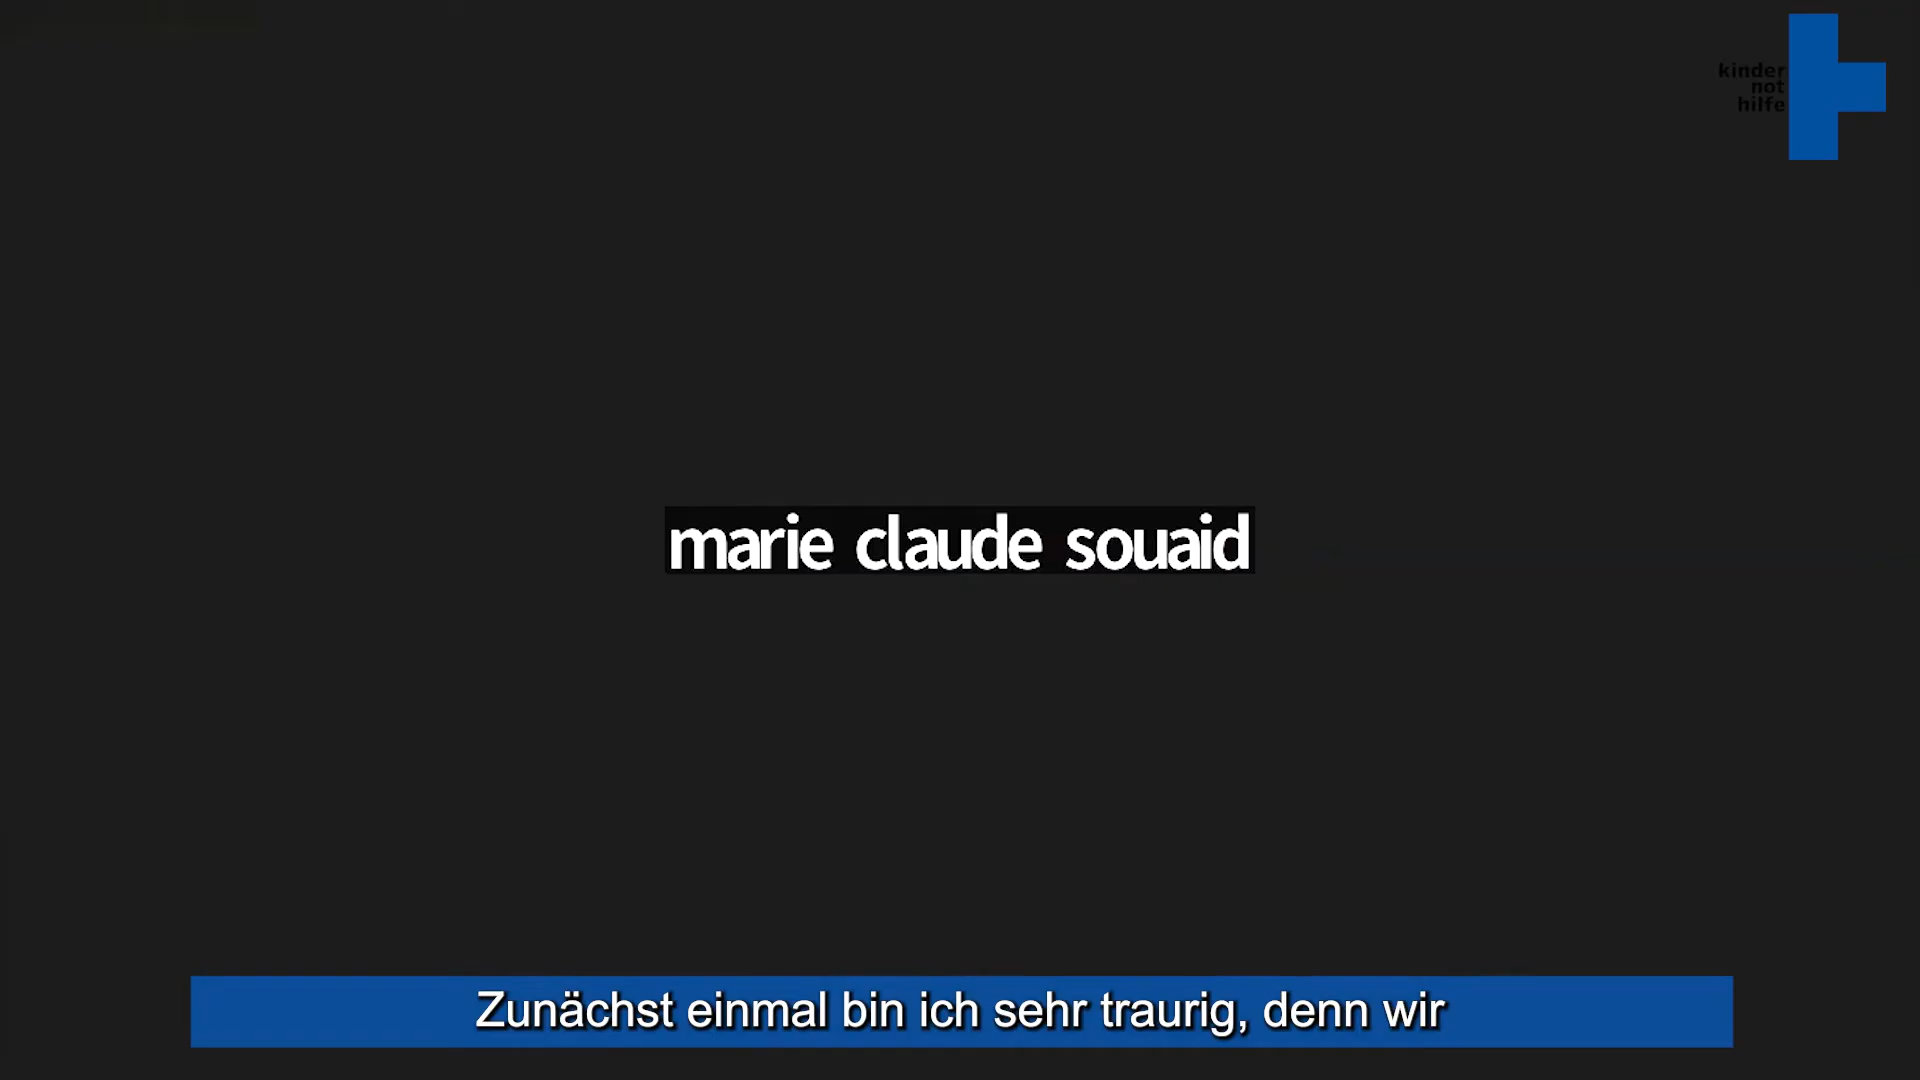 kinder
not
hilfe
marie claude souaid
Zunächst einmal bin ich sehr traurig, denn wir